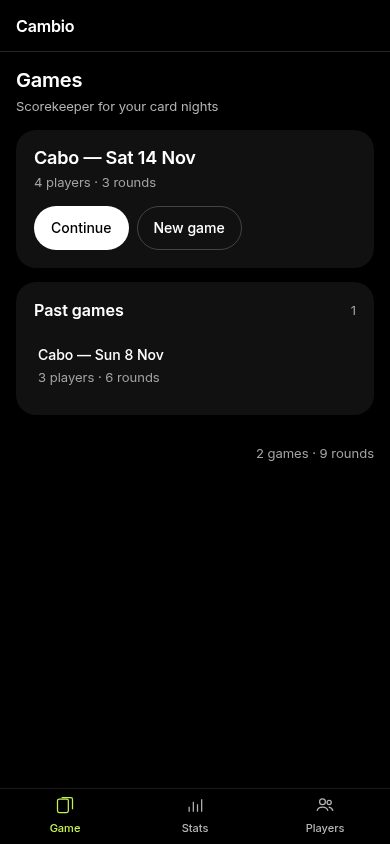 Cambio
Games
Scorekeeper for your card nights
Cabo — Sat 14 Nov
4 players · 3 rounds
Continue
New game
Past games
1
Cabo — Sun 8 Nov
3 players · 6 rounds
2 games · 9 rounds
Game
Stats
Players